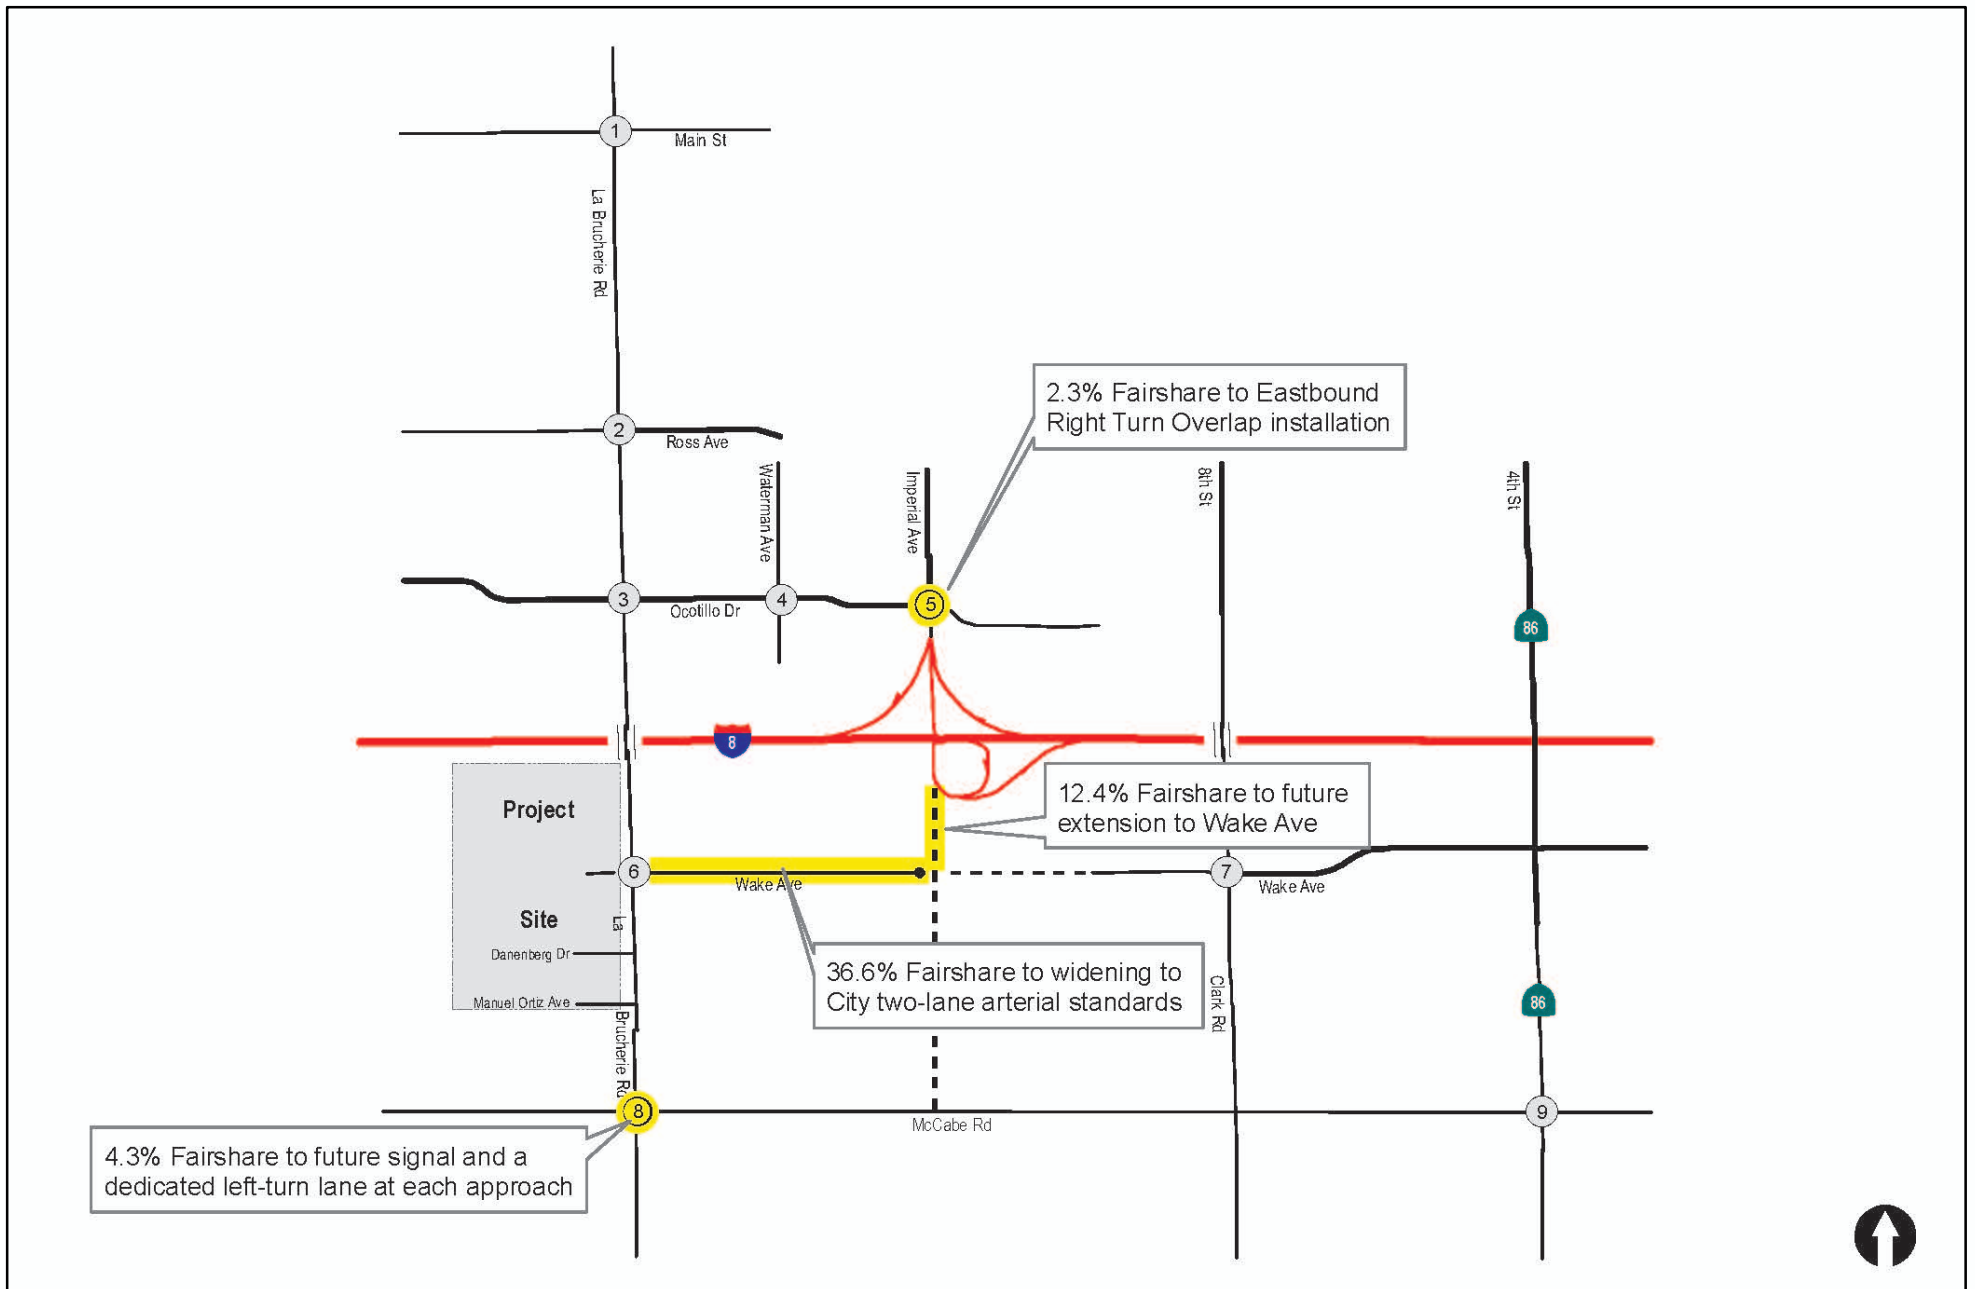 1
Main St
La Brucherie Rd
2.3% Fairshare to Eastbound
Right Turn Overlap installation
2
Ross Ave
Waterman Ave
Imperial Ave
8th St
4th St
3
Ocotillo Dr
4
5
86
8
Project
12.4% Fairshare to future
extension to Wake Ave
6
Wake Ave
7
Wake Ave
Site
La
Danenberg Dr
36.6% Fairshare to widening to
City two-lane arterial standards
Manuel Ortiz Ave
Brucherie Rd
Clark Rd
86
8
McCabe Rd
9
4.3% Fairshare to future signal and a
dedicated left-turn lane at each approach